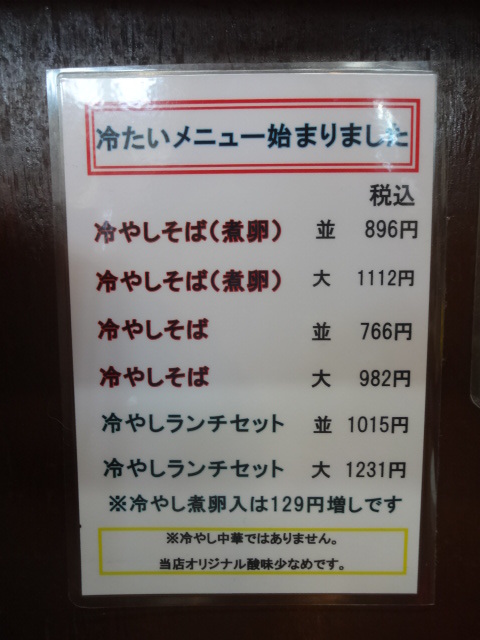 冷たいメニュー始まりました
税込
冷やしそば(煮卵) 並 896円
冷やしそば(煮卵) 大 1112円
冷やしそば 並 766円
冷やしそば 大 982円
冷やしランチセット 並 1015円
冷やしランチセット 大 1231円
※冷やし煮卵入は129円増しです
※冷やし中華ではありません。
当店オリジナル酸味少なめです。